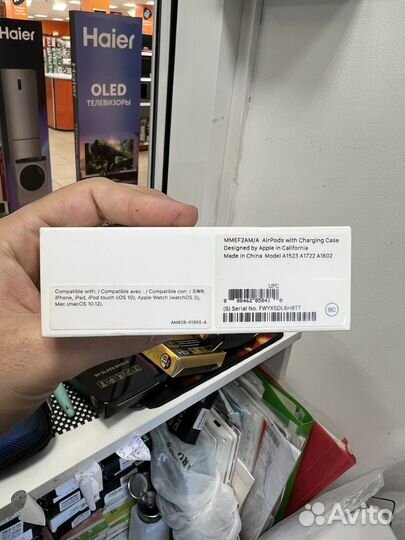 Haier
Haier
OLED
ТЕЛЕВИЗОРЫ
MMEF2AM/A AirPods with Charging Case
Designed by Apple in California
Made in China Model A1523 A1722 A1602
Compatible with: / Compatible avec : / Compatible con: /
iPhone, iPad, iPod touch (iOS 10); Apple Watch (watchOS 3);
Mac (macOS 10.12).
AM826-01955-A
UPC
(S) Serial No. FWYX5DL6H8TT
BC
Avito